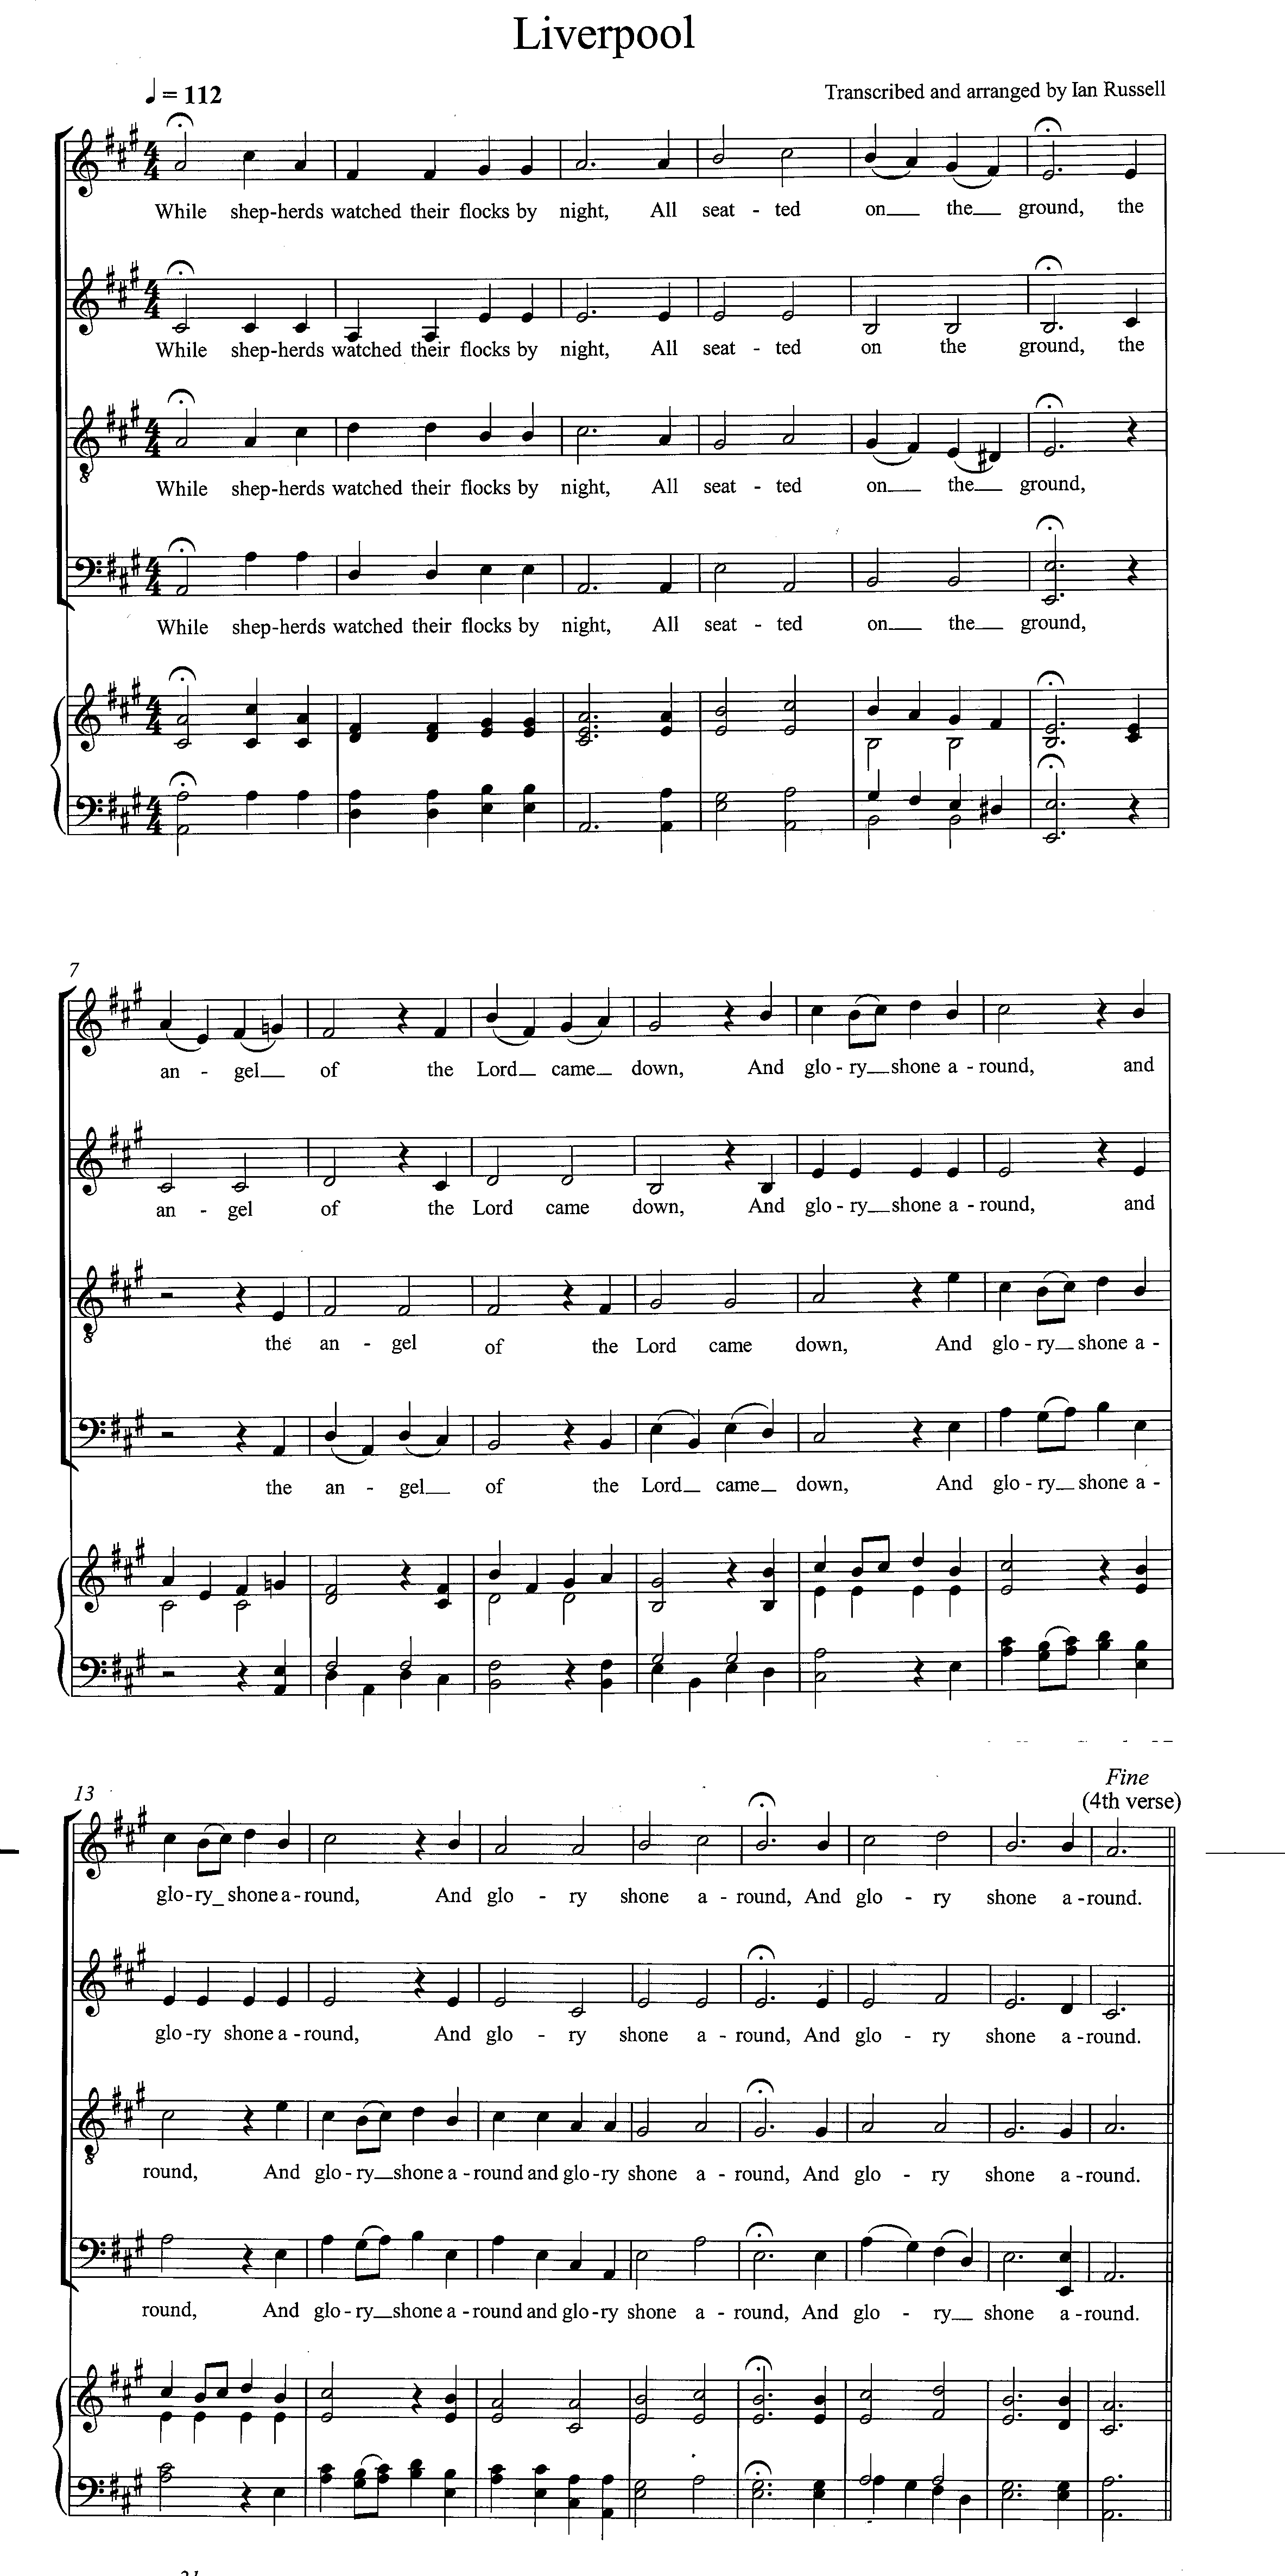 Liverpool
♩ = 112
Transcribed and arranged by Ian Russell
While shep-herds watched their flocks by night, All seat - ted on the ground, the
While shep-herds watched their flocks by night, All seat - ted on the ground, the
While shep-herds watched their flocks by night, All seat - ted on the ground,
While shep-herds watched their flocks by night, All seat - ted on the ground,
7
an - gel of the Lord came down, And glo - ry shone a - round, and
an - gel of the Lord came down, And glo - ry shone a - round, and
the an - gel of the Lord came down, And glo - ry shone a -
the an - gel of the Lord came down, And glo - ry shone a -
13
Fine
(4th verse)
glo-ry shone a-round, And glo - ry shone a - round, And glo - ry shone a -round.
glo-ry shone a -round, And glo - ry shone a - round, And glo - ry shone a -round.
round, And glo - ry shone a - round and glo-ry shone a - round, And glo - ry shone a -round.
round, And glo - ry shone a - round and glo-ry shone a - round, And glo - ry shone a -round.